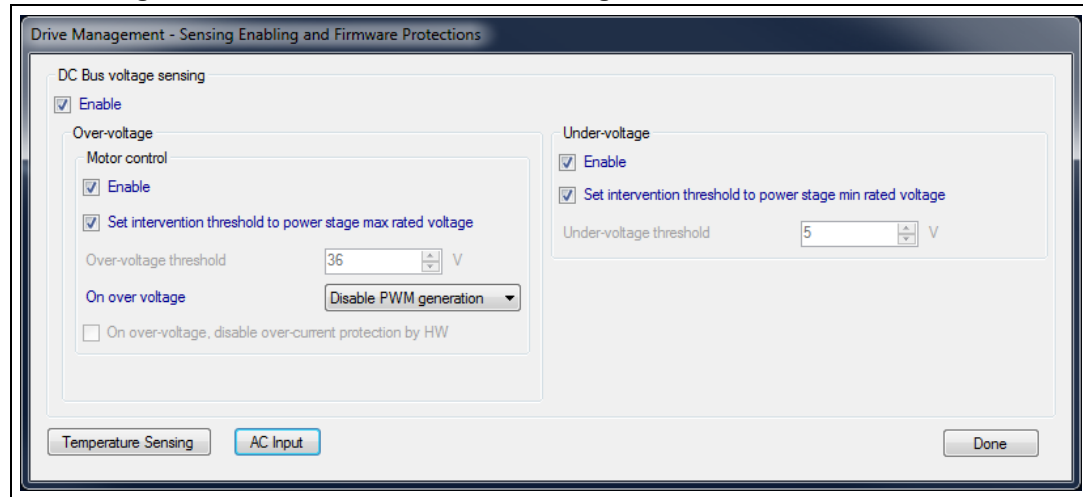 Drive Management - Sensing Enabling and Firmware Protections
DC Bus voltage sensing
Enable
Over-voltage
Motor control
Enable
Set intervention threshold to power stage max rated voltage
Over-voltage threshold 36 V
On over voltage Disable PWM generation
On over-voltage, disable over-current protection by HW
Under-voltage
Enable
Set intervention threshold to power stage min rated voltage
Under-voltage threshold 5 V
Temperature Sensing AC Input Done